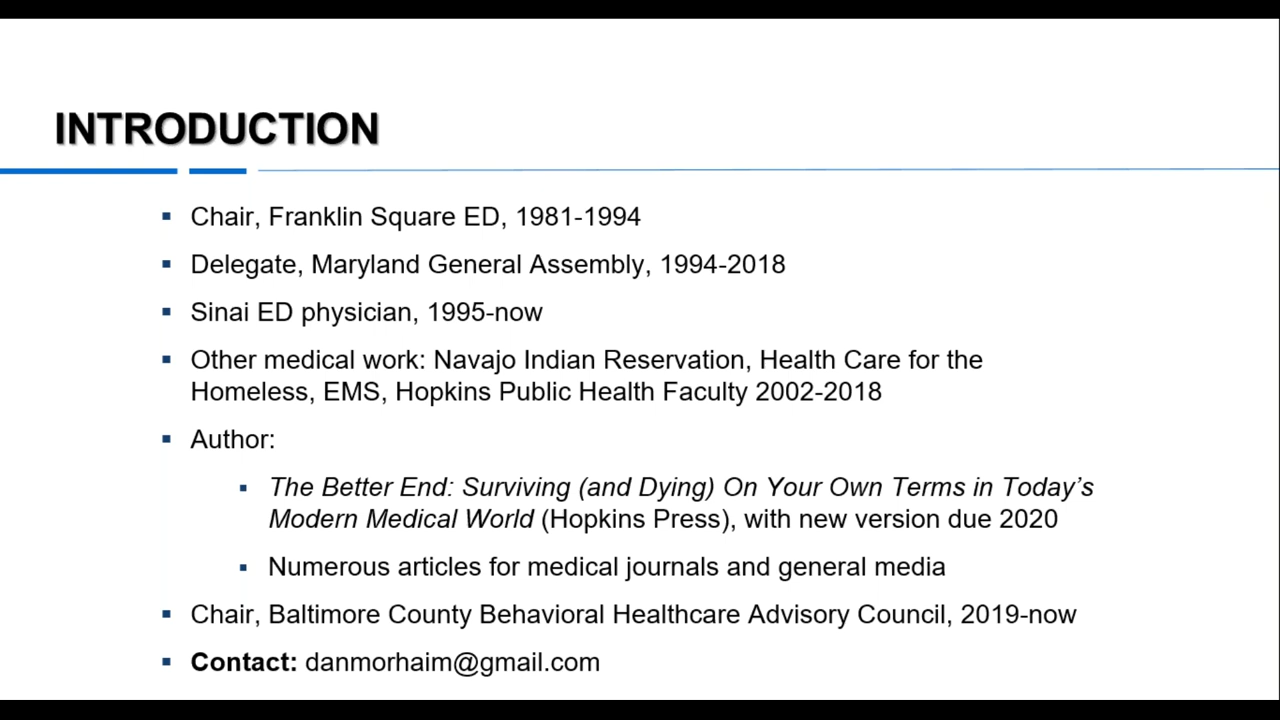 INTRODUCTION
Chair, Franklin Square ED, 1981-1994
Delegate, Maryland General Assembly, 1994-2018
Sinai ED physician, 1995-now
Other medical work: Navajo Indian Reservation, Health Care for the
Homeless, EMS, Hopkins Public Health Faculty 2002-2018
Author:
The Better End: Surviving (and Dying) On Your Own Terms in Today’s
Modern Medical World (Hopkins Press), with new version due 2020
Numerous articles for medical journals and general media
Chair, Baltimore County Behavioral Healthcare Advisory Council, 2019-now
Contact: danmorhaim@gmail.com